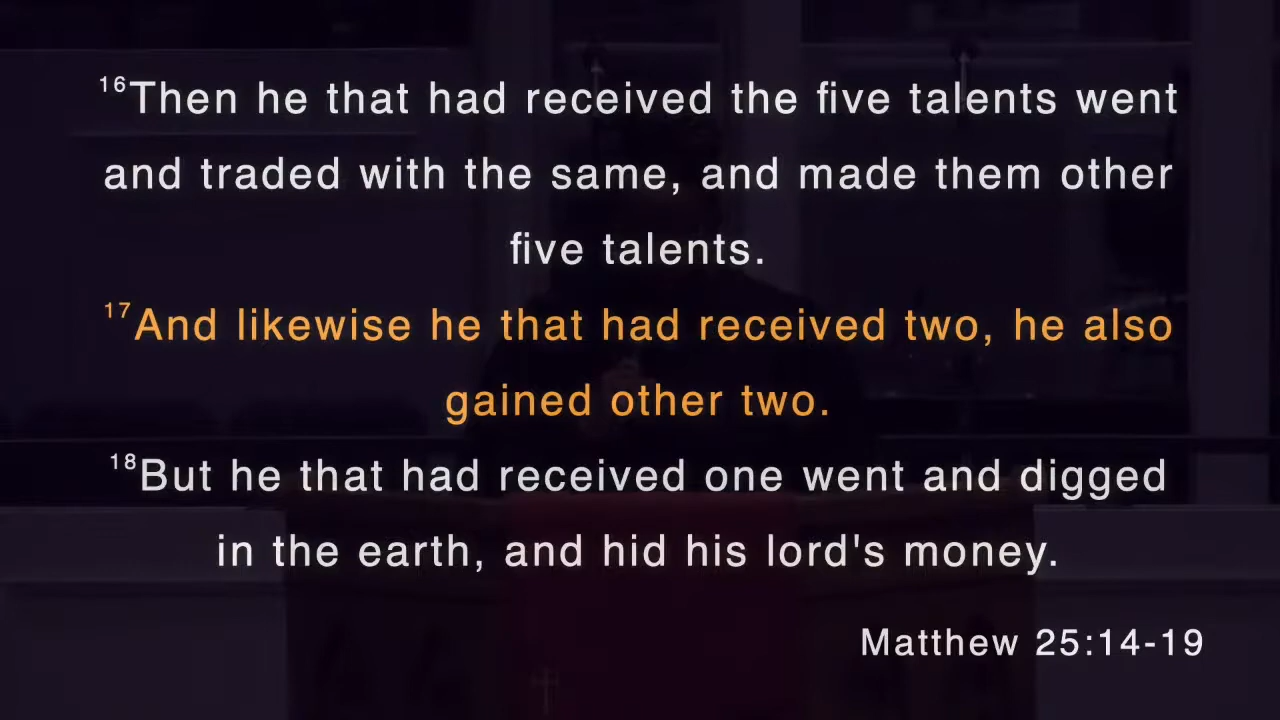 16Then he that had received the five talents went
and traded with the same, and made them other
five talents.
17And likewise he that had received two, he also
gained other two.
18But he that had received one went and digged
in the earth, and hid his lord's money.
Matthew 25:14-19